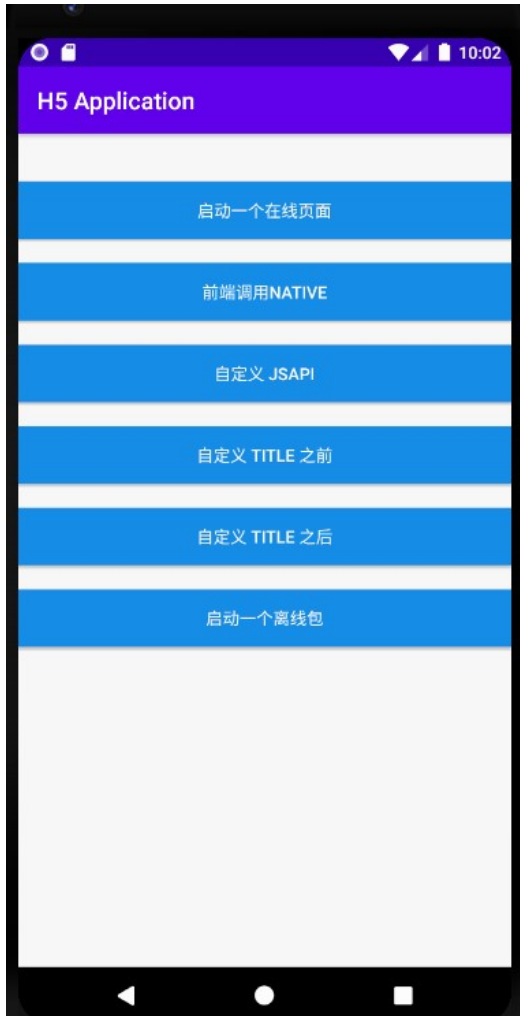 10:02
H5 Application
启动一个在线页面
前端调用NATIVE
自定义 JSAPI
自定义 TITLE 之前
自定义 TITLE 之后
启动一个离线包